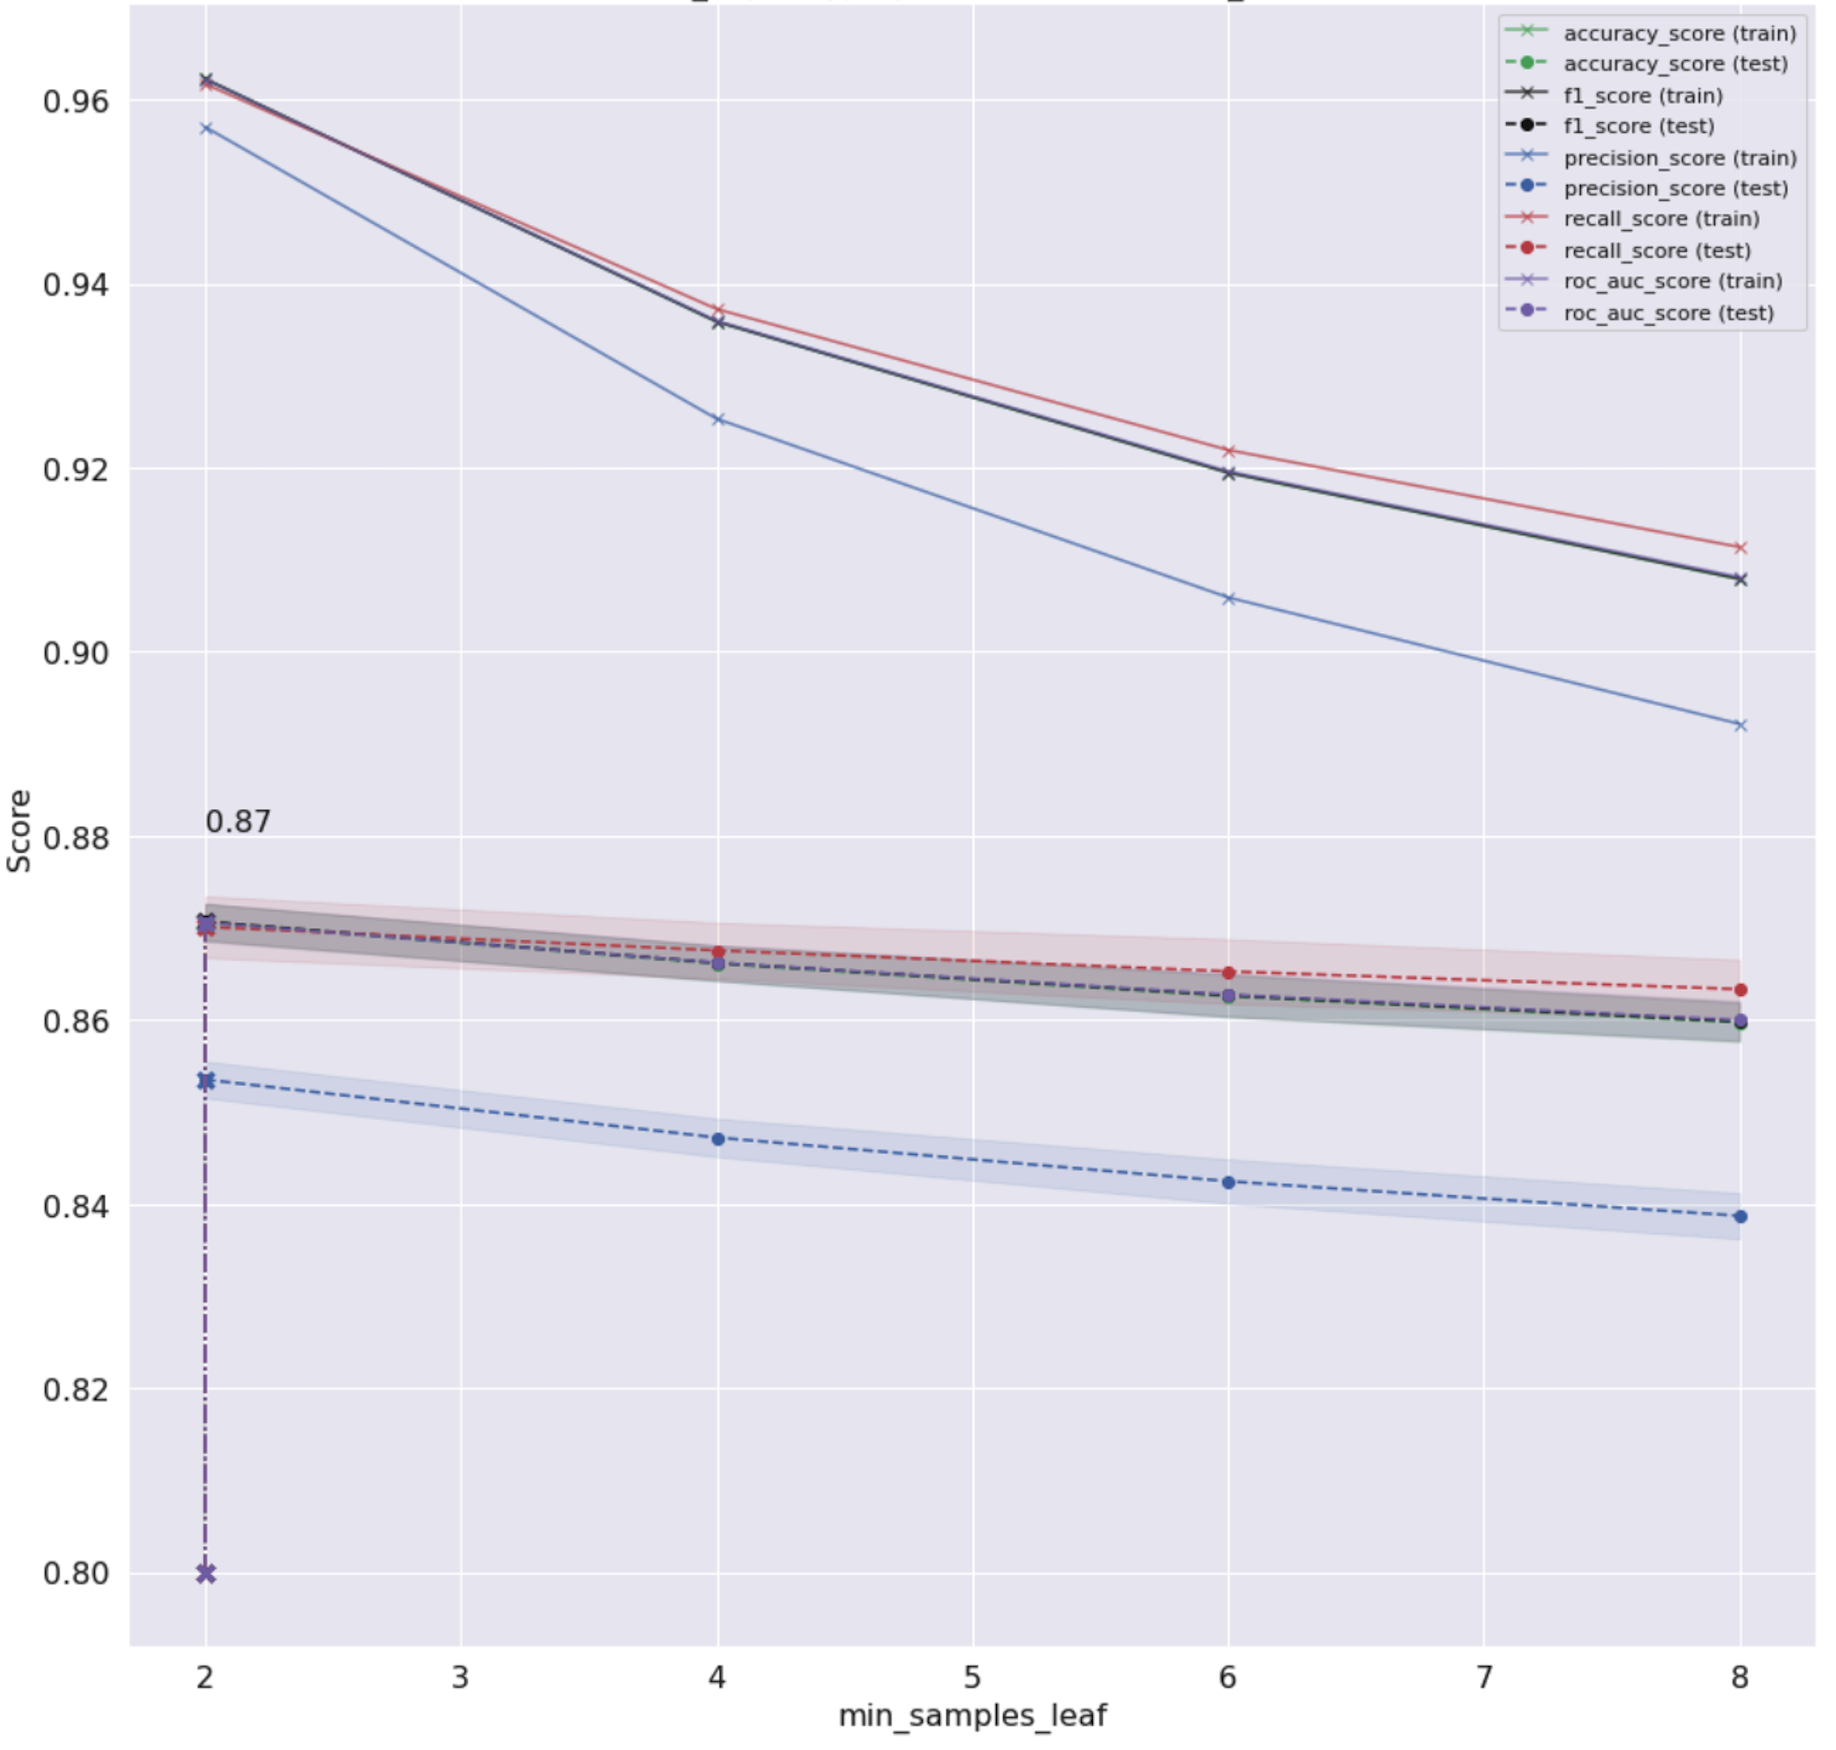 accuracy_score (train)
accuracy_score (test)
f1_score (train)
f1_score (test)
precision_score (train)
precision_score (test)
recall_score (train)
recall_score (test)
roc_auc_score (train)
roc_auc_score (test)
0.96
0.94
0.92
0.90
0.88
0.86
0.84
0.82
0.80
Score
0.87
2 3 4 5 6 7 8
min_samples_leaf